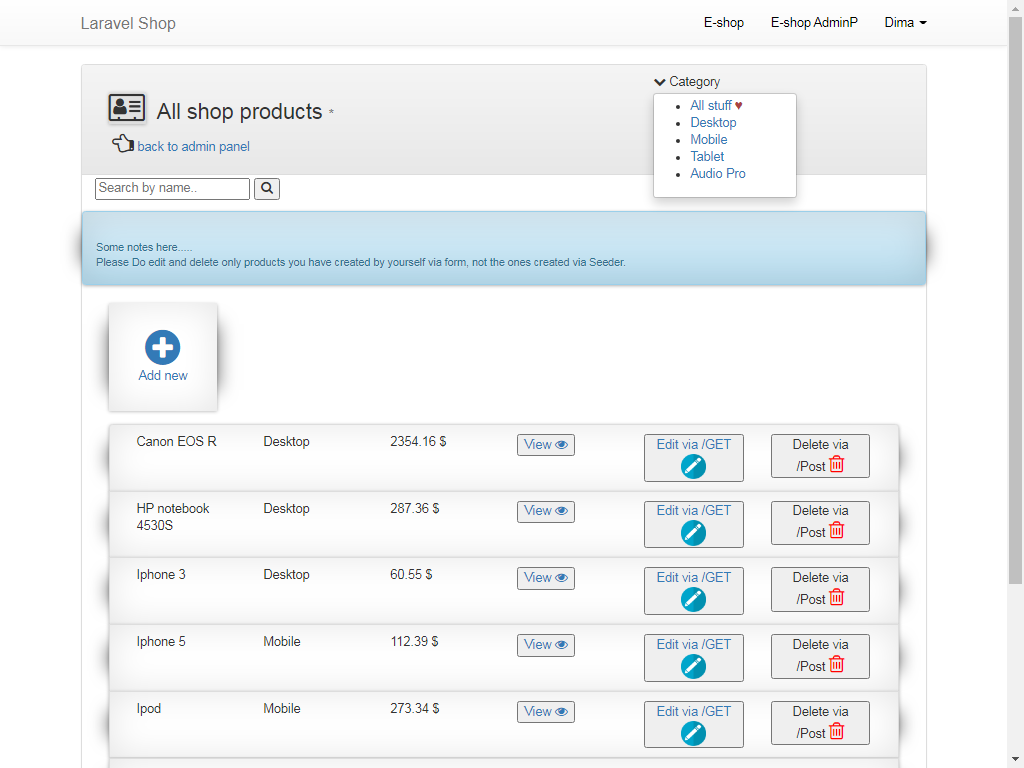 Laravel Shop
E-shop
E-shop AdminP
Dima
All shop products *
back to admin panel
Category
All stuff ♥
Desktop
Mobile
Tablet
Audio Pro
Search by name..
Some notes here.....
Please Do edit and delete only products you have created by yourself via form, not the ones created via Seeder.
Add new
Canon EOS R
Desktop
2354.16 $
View
Edit via /GET
Delete via
/Post
HP notebook
4530S
Desktop
287.36 $
View
Edit via /GET
Delete via
/Post
Iphone 3
Desktop
60.55 $
View
Edit via /GET
Delete via
/Post
Iphone 5
Mobile
112.39 $
View
Edit via /GET
Delete via
/Post
Ipod
Mobile
273.34 $
View
Edit via /GET
Delete via
/Post